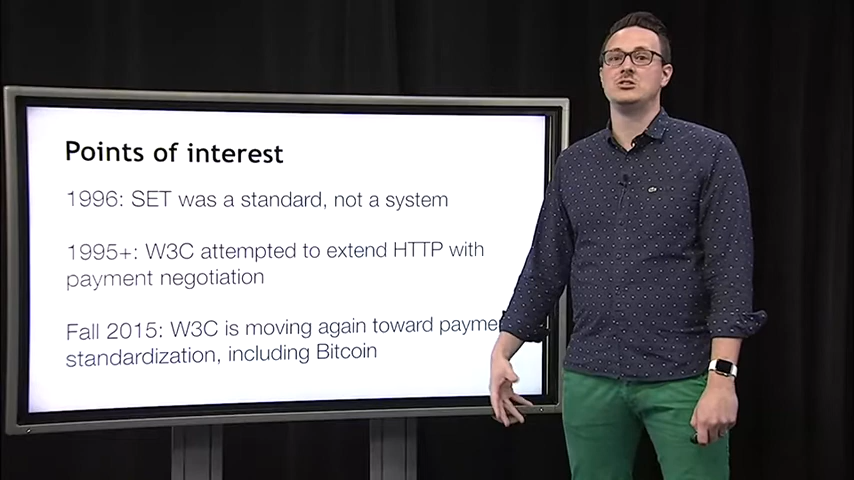 Points of interest
1996: SET was a standard, not a system
1995+: W3C attempted to extend HTTP with
payment negotiation
Fall 2015: W3C is moving again toward
standardization, including Bitcoin